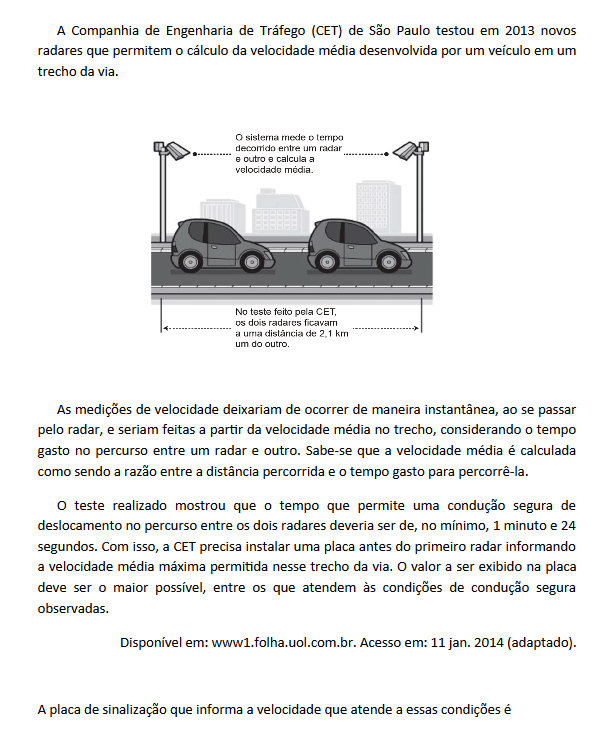 A Companhia de Engenharia de Tráfego (CET) de São Paulo testou em 2013 novos
radares que permitem o cálculo da velocidade média desenvolvida por um veículo em um
trecho da via.
O sistema mede o tempo
decorrido entre um radar
e outro e calcula a
velocidade média.
No teste feito pela CET,
os dois radares ficavam
a uma distância de 2,1 km
um do outro.
As medições de velocidade deixariam de ocorrer de maneira instantânea, ao se passar
pelo radar, e seriam feitas a partir da velocidade média no trecho, considerando o tempo
gasto no percurso entre um radar e outro. Sabe-se que a velocidade média é calculada
como sendo a razão entre a distância percorrida e o tempo gasto para percorrê-la.
O teste realizado mostrou que o tempo que permite uma condução segura de
deslocamento no percurso entre os dois radares deveria ser de, no mínimo, 1 minuto e 24
segundos. Com isso, a CET precisa instalar uma placa antes do primeiro radar informando
a velocidade média máxima permitida nesse trecho da via. O valor a ser exibido na placa
deve ser o maior possível, entre os que atendem às condições de condução segura
observadas.
Disponível em: www1.folha.uol.com.br. Acesso em: 11 jan. 2014 (adaptado).
A placa de sinalização que informa a velocidade que atende a essas condições é